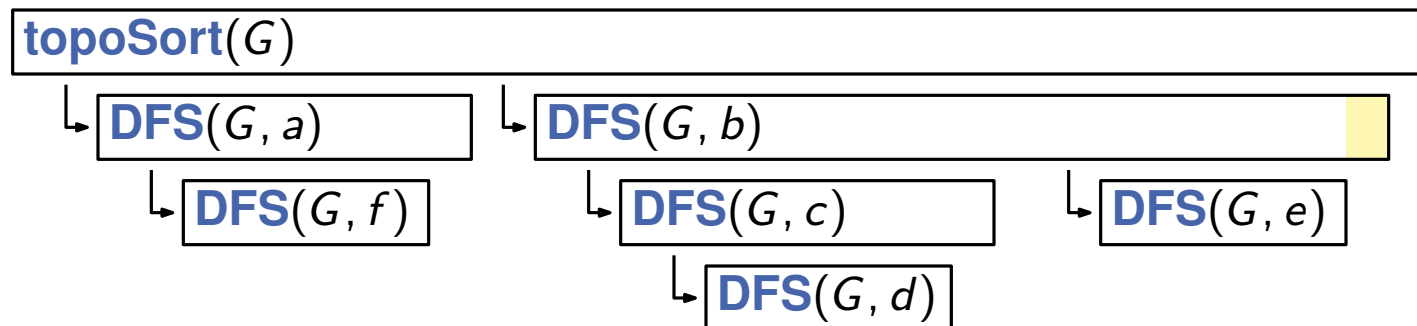 topoSort(G)
DFS(G, a) DFS(G, b)
DFS(G, f) DFS(G, c) DFS(G, e)
DFS(G, d)